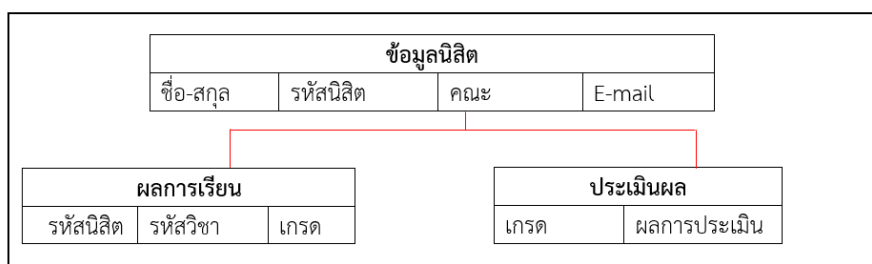 ข้อมูลนิสิต
ชื่อ-สกุล รหัสนิสิต คณะ E-mail
ผลการเรียน ประเมินผล
รหัสนิสิต รหัสวิชา เกรด เกรด ผลการประเมิน